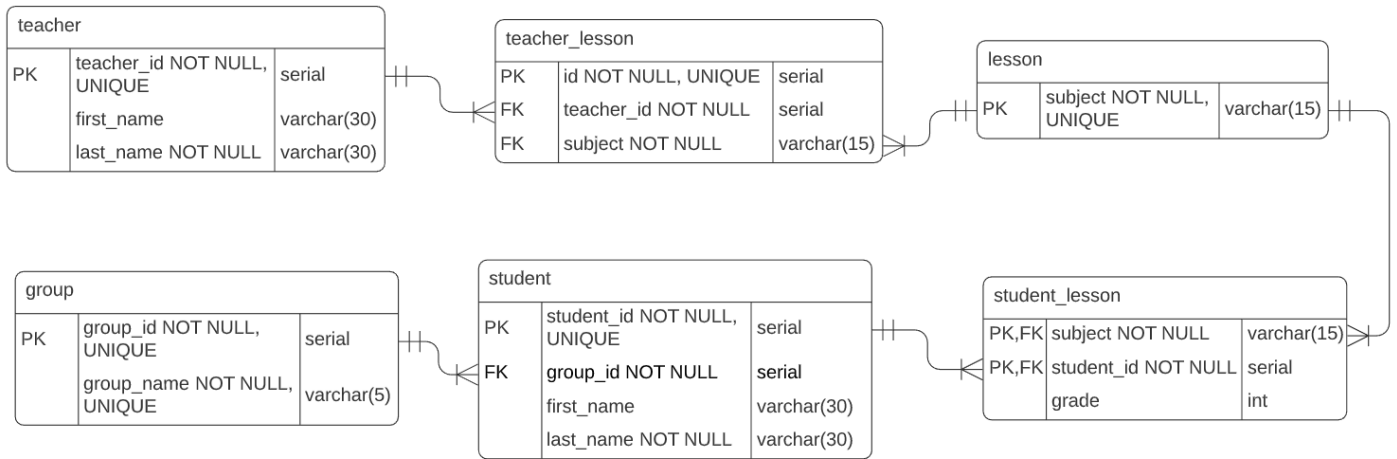 teacher
PK teacher_id NOT NULL, UNIQUE serial
first_name varchar(30)
last_name NOT NULL varchar(30)
teacher_lesson
PK id NOT NULL, UNIQUE serial
FK teacher_id NOT NULL serial
FK subject NOT NULL varchar(15)
lesson
PK subject NOT NULL, UNIQUE varchar(15)
group
PK group_id NOT NULL, UNIQUE serial
group_name NOT NULL, UNIQUE varchar(5)
student
PK student_id NOT NULL, UNIQUE serial
FK group_id NOT NULL serial
first_name varchar(30)
last_name NOT NULL varchar(30)
student_lesson
PK,FK subject NOT NULL varchar(15)
PK,FK student_id NOT NULL serial
grade int